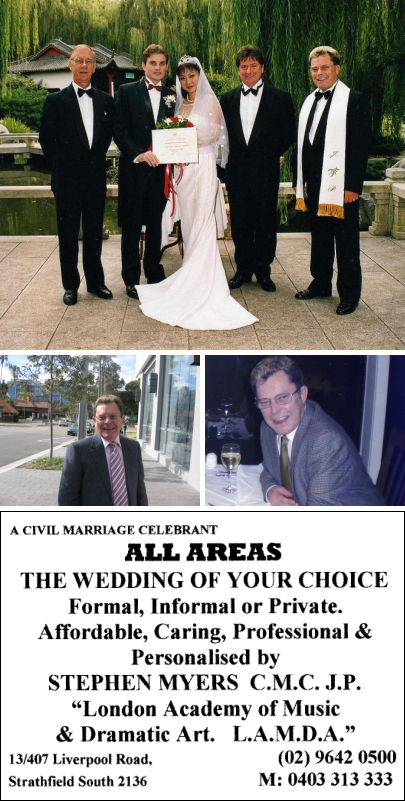 A CIVIL MARRIAGE CELEBRANT
ALL AREAS
THE WEDDING OF YOUR CHOICE
Formal, Informal or Private.
Affordable, Caring, Professional &
Personalised by
STEPHEN MYERS C.M.C. J.P.
“London Academy of Music
& Dramatic Art. L.A.M.D.A.”
13/407 Liverpool Road, (02) 9642 0500
Strathfield South 2136 M: 0403 313 333